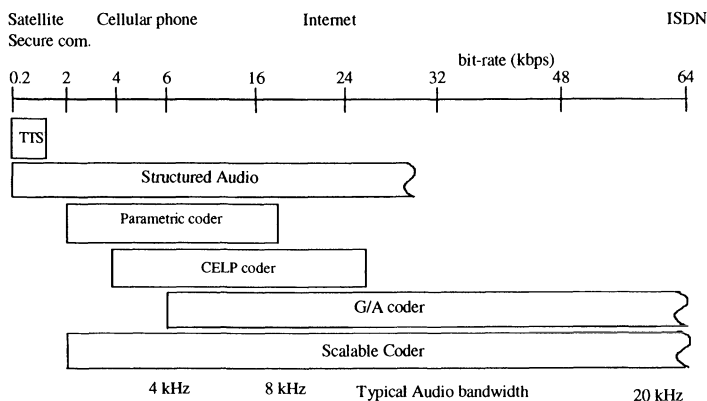 Satellite Cellular phone Internet ISDN
Secure com.
bit-rate (kbps)
0.2 2 4 6 16 24 32 48 64
TTS
Structured Audio
Parametric coder
CELP coder
G/A coder
Scalable Coder
4 kHz 8 kHz Typical Audio bandwidth 20 kHz